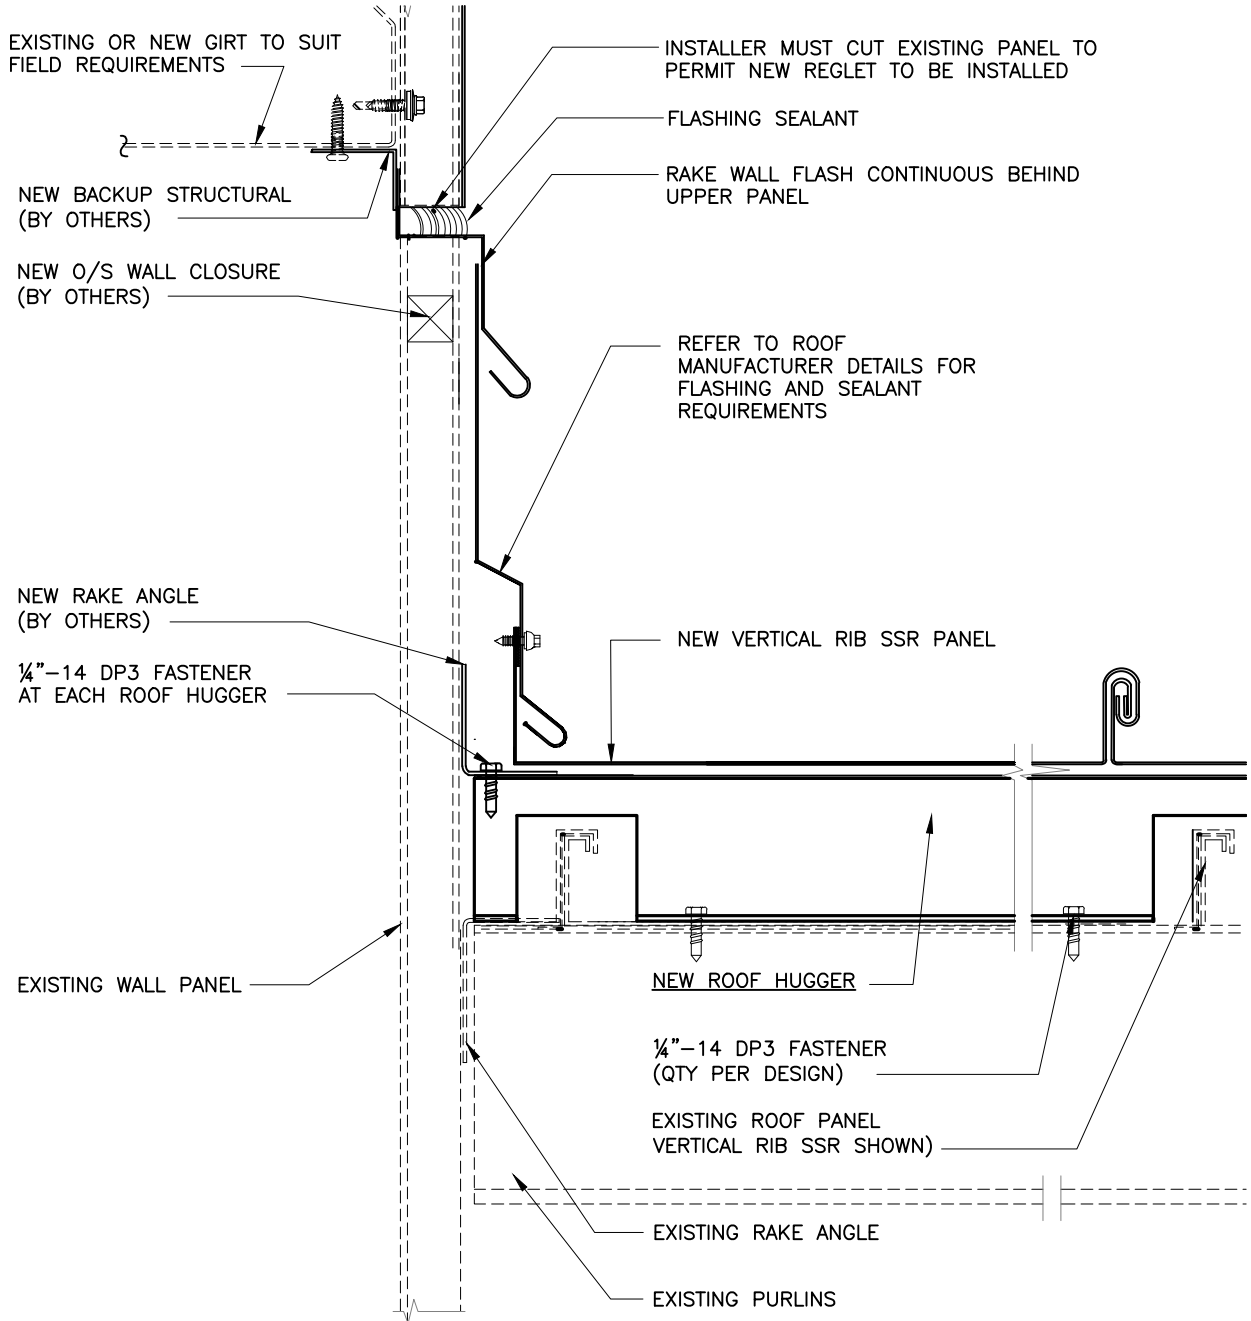 EXISTING OR NEW GIRT TO SUIT
FIELD REQUIREMENTS
INSTALLER MUST CUT EXISTING PANEL TO
PERMIT NEW REGLET TO BE INSTALLED
FLASHING SEALANT
RAKE WALL FLASH CONTINUOUS BEHIND
UPPER PANEL
NEW BACKUP STRUCTURAL
(BY OTHERS)
NEW O/S WALL CLOSURE
(BY OTHERS)
REFER TO ROOF
MANUFACTURER DETAILS FOR
FLASHING AND SEALANT
REQUIREMENTS
NEW RAKE ANGLE
(BY OTHERS)
NEW VERTICAL RIB SSR PANEL
¼"-14 DP3 FASTENER
AT EACH ROOF HUGGER
EXISTING WALL PANEL
NEW ROOF HUGGER
¼"-14 DP3 FASTENER
(QTY PER DESIGN)
EXISTING ROOF PANEL
VERTICAL RIB SSR SHOWN)
EXISTING RAKE ANGLE
EXISTING PURLINS